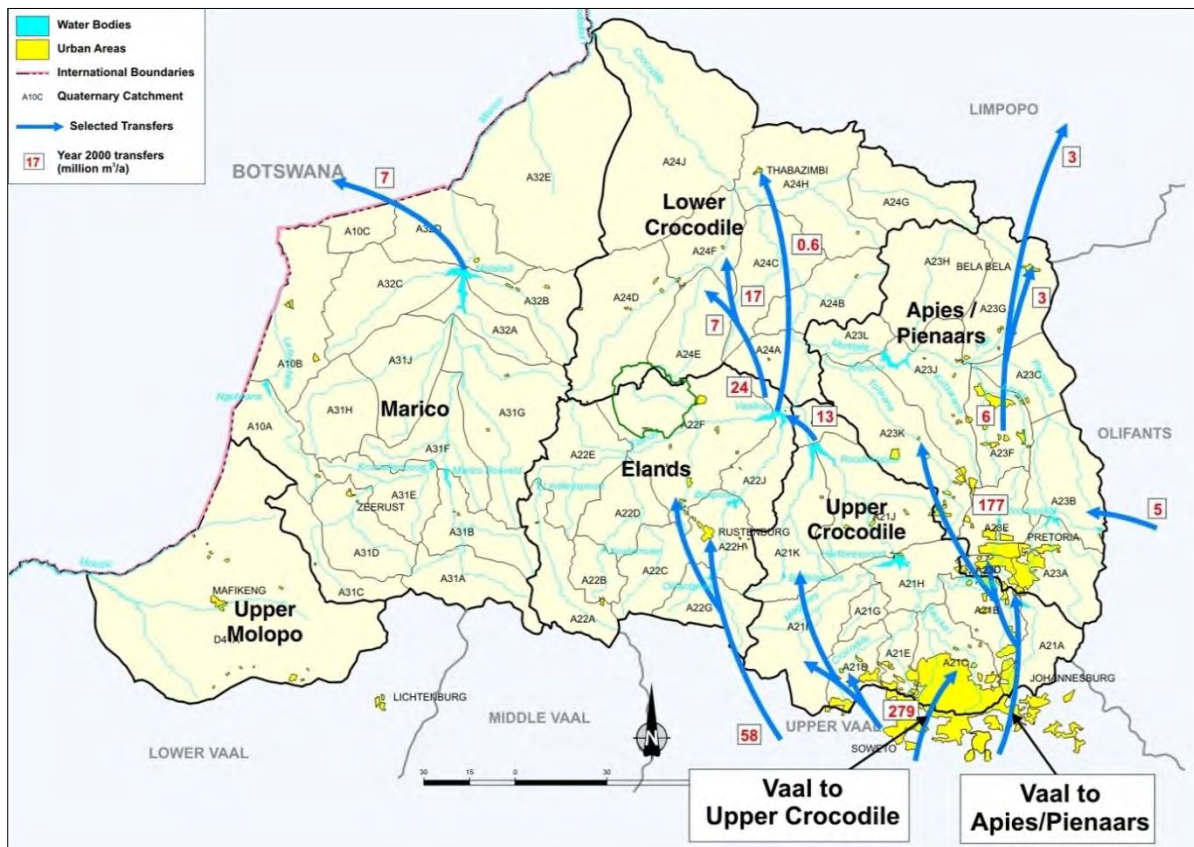 Water Bodies
Urban Areas
International Boundaries
A10C Quaternary Catchment
Selected Transfers
17 Year 2000 transfers
(million m³/a)
BOTSWANA
LIMPOPO
OLIFANTS
UPPER VAAL
MIDDLE VAAL
LOWER VAAL
Lower
Crocodile
Apies /
Pienaars
Marico
Elands
Upper
Crocodile
Upper
Molopo
Crocodile
THABAZIMBI
BELA BELA
ZEERUST
RUSTENBURG
PRETORIA
MAFIKENG
LICHTENBURG
JOHANNESBURG
SOWETO
A32E
A24J
A24H
A24G
A10C
A32D
A24F
A24C
A23H
A32C
A32B
A24D
A24B
A23G
A32A
A23L
A10B
A31J
A24E
A24A
A23J
A23C
A31H
A31G
A22F
A10A
A31F
A22E
A23K
A23F
A22J
A31E
A22D
A21J
A23B
A23E
A31B
A22H
A21K
A31D
A31A
A22B
A22C
A21H
A23D
A23A
A31C
A22G
A21G
A21B
A22A
A21F
A21E
A21A
A21D
A21C
7
3
0.6
17
3
7
24
13
6
177
5
58
279
N
30 15 0 30
Vaal to
Upper Crocodile
Vaal to
Apies/Pienaars